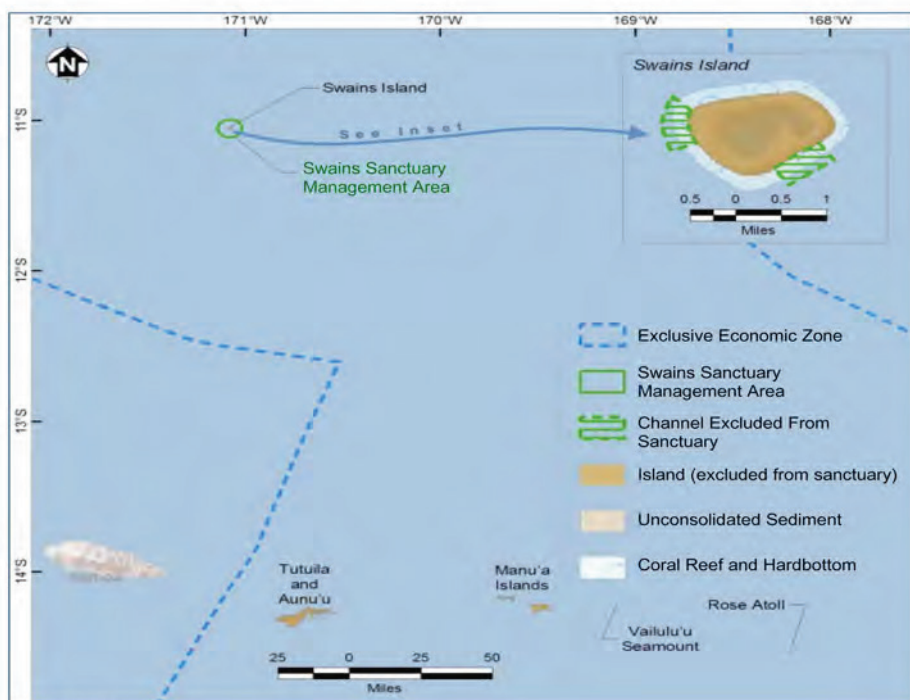 172°W 171°W 170°W 169°W 168°W
N
Swains Island
Swains Island
11°S
See Inset
Swains Sanctuary
Management Area
0.5 0 0.5 1
Miles
12°S
Exclusive Economic Zone
Swains Sanctuary
Management Area
13°S
Channel Excluded From
Sanctuary
Island (excluded from sanctuary)
Unconsolidated Sediment
Coral Reef and Hardbottom
14°S
Tutuila
and
Aunu'u
Manu'a
Islands
Rose Atoll
Vailulu'u
Seamount
25 0 25 50
Miles